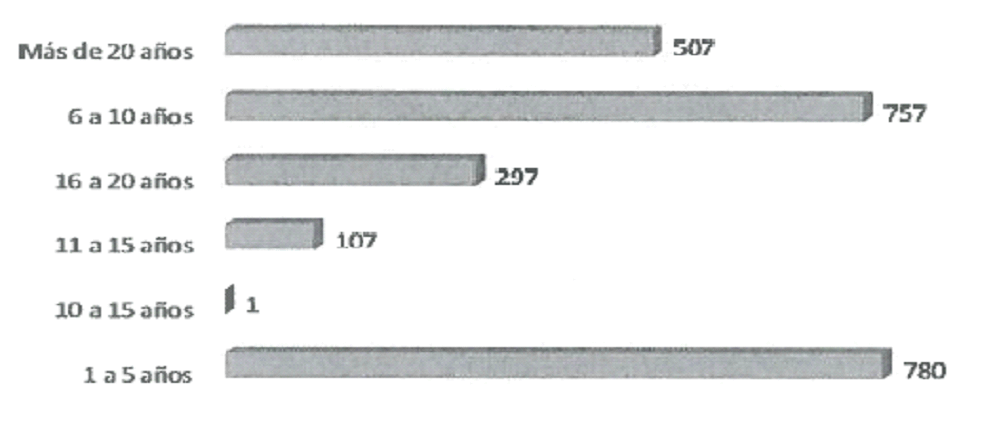 Más de 20 años 507
6 a 10 años 757
16 a 20 años 297
11 a 15 años 107
10 a 15 años 1
1 a 5 años 780